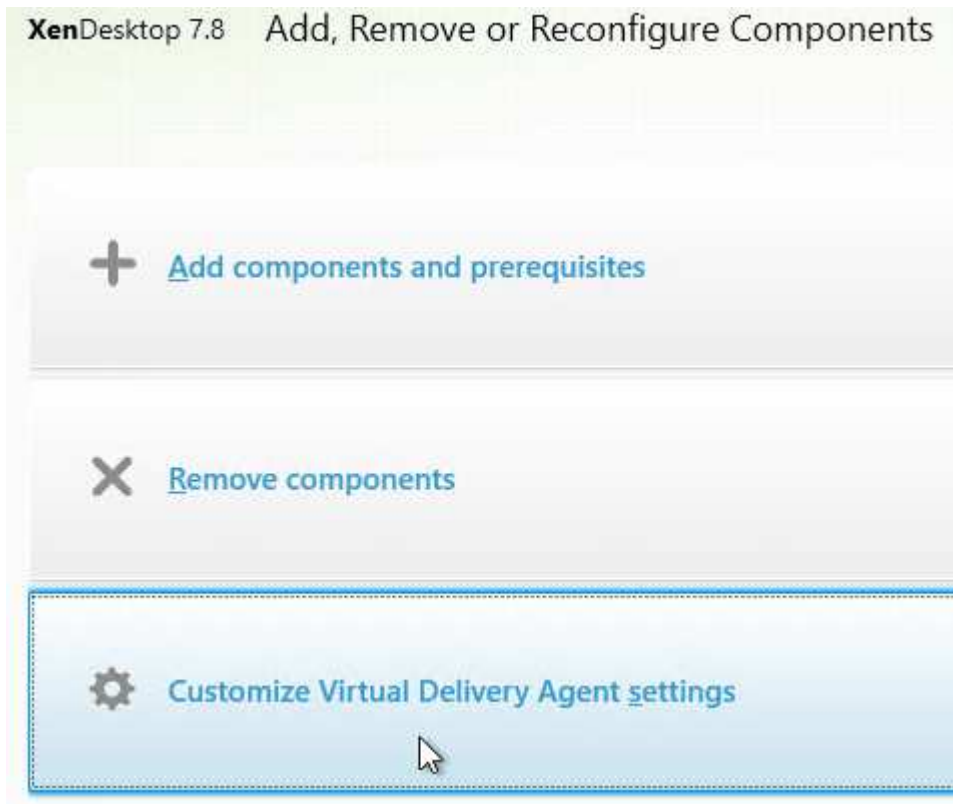 XenDesktop 7.8 Add, Remove or Reconfigure Components
Add components and prerequisites
Remove components
Customize Virtual Delivery Agent settings